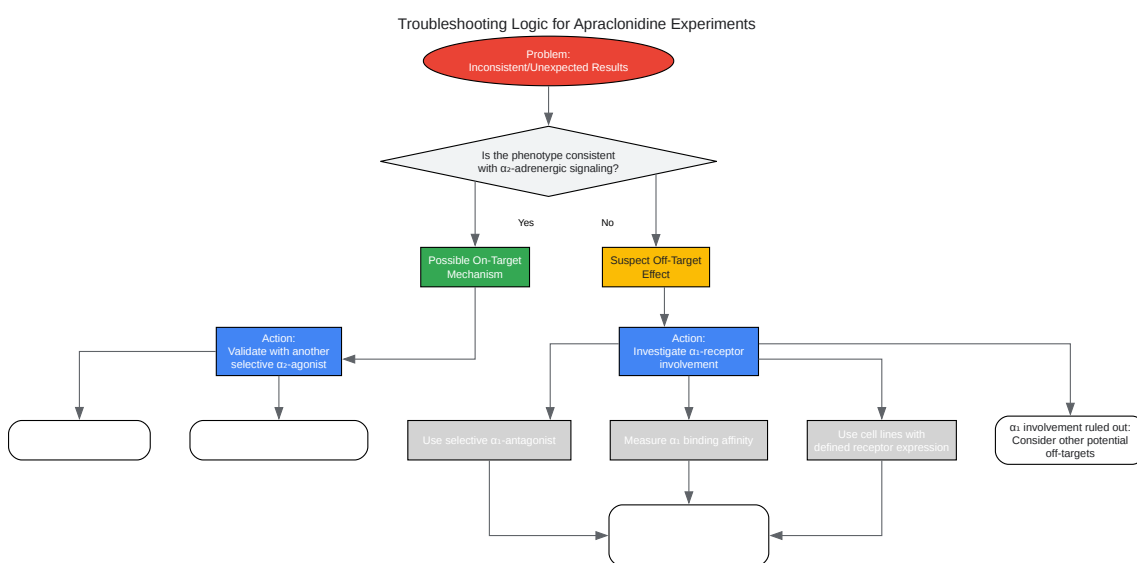 Troubleshooting Logic for Apraclonidine Experiments
Problem:
Inconsistent/Unexpected Results
Is the phenotype consistent
with α₂-adrenergic signaling?
Yes
No
Possible On-Target
Mechanism
Suspect Off-Target
Effect
Action:
Validate with another
selective α₂-agonist
Action:
Investigate α₁-receptor
involvement
Use selective α₁-antagonist
Measure α₁ binding affinity
Use cell lines with
defined receptor expression
α₁ involvement ruled out:
Consider other potential
off-targets